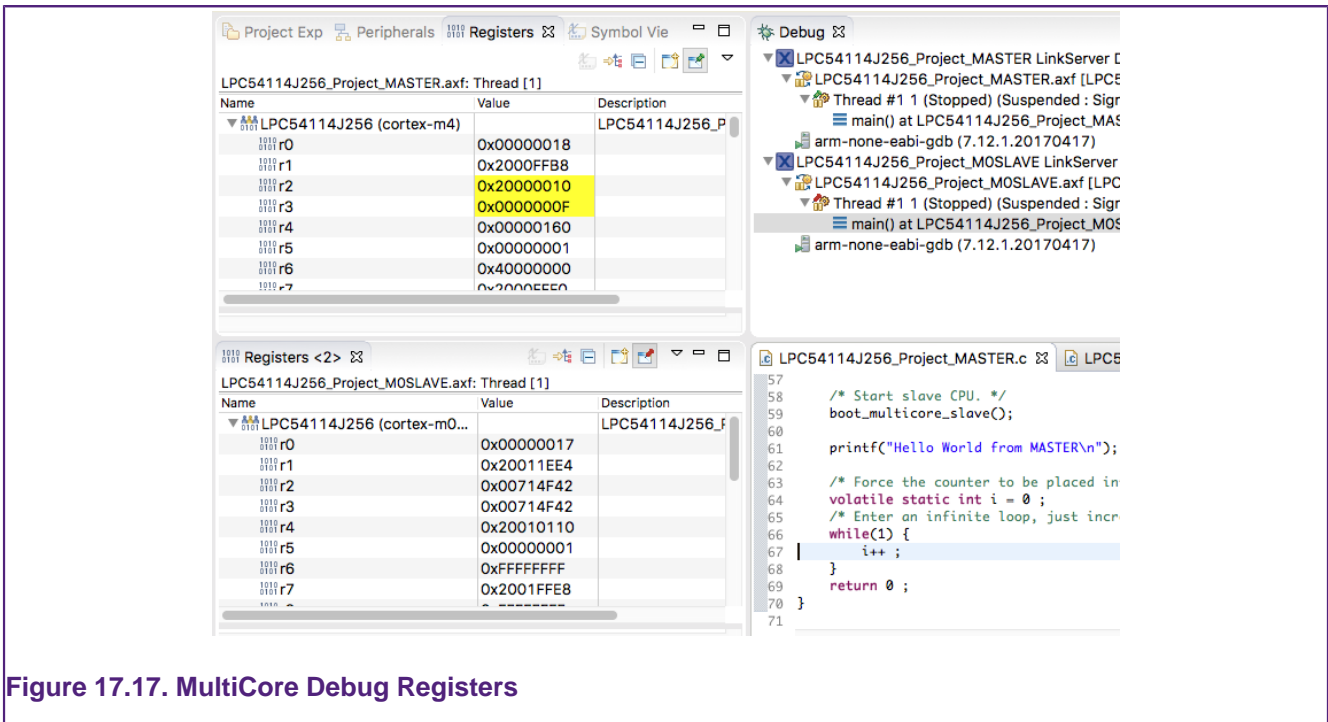 Project Exp Peripherals Registers Symbol Vie
LPC54114J256_Project_MASTER.axf: Thread [1]
Name Value Description
LPC54114J256 (cortex-m4) LPC54114J256_P
r0 0x00000018
r1 0x2000FFB8
r2 0x20000010
r3 0x0000000F
r4 0x00000160
r5 0x00000001
r6 0x40000000
r7
Debug
LPC54114J256_Project_MASTER LinkServer D
LPC54114J256_Project_MASTER.axf [LPC5
Thread #1 1 (Stopped) (Suspended : Sigr
main() at LPC54114J256_Project_MAS
arm-none-eabi-gdb (7.12.1.20170417)
LPC54114J256_Project_M0SLAVE LinkServer
LPC54114J256_Project_M0SLAVE.axf [LPC
Thread #1 1 (Stopped) (Suspended : Sigr
main() at LPC54114J256_Project_M0S
arm-none-eabi-gdb (7.12.1.20170417)
Registers <2>
LPC54114J256_Project_M0SLAVE.axf: Thread [1]
Name Value Description
LPC54114J256 (cortex-m0... LPC54114J256_P
r0 0x00000017
r1 0x20011EE4
r2 0x00714F42
r3 0x00714F42
r4 0x20010110
r5 0x00000001
r6 0xFFFFFFFF
r7 0x2001FFE8
LPC54114J256_Project_MASTER.c LPC5
57
58 /* Start slave CPU. */
59 boot_multicore_slave();
60
61 printf("Hello World from MASTER\n");
62
63 /* Force the counter to be placed in
64 volatile static int i = 0 ;
65 /* Enter an infinite loop, just incr
66 while(1) {
67 i++ ;
68 }
69 return 0 ;
70 }
71
Figure 17.17. MultiCore Debug Registers